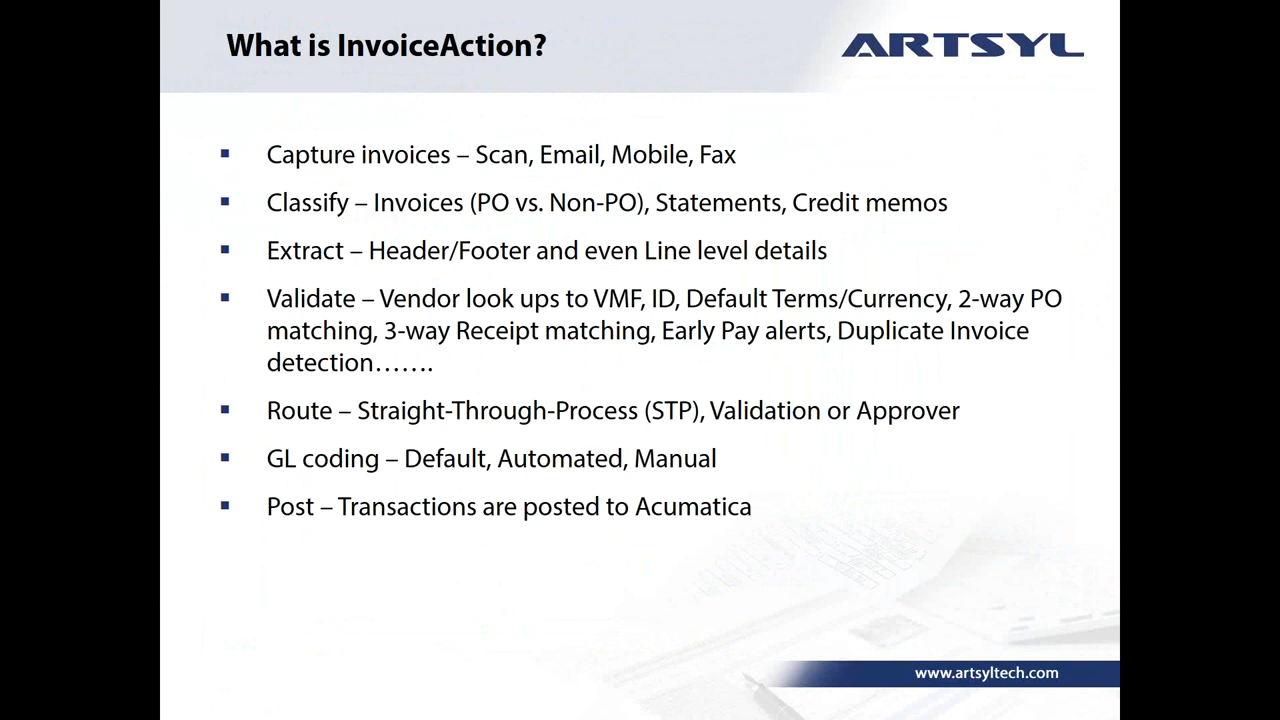 What is InvoiceAction?
ARTSYL
▪ Capture invoices – Scan, Email, Mobile, Fax
▪ Classify – Invoices (PO vs. Non-PO), Statements, Credit memos
▪ Extract – Header/Footer and even Line level details
▪ Validate – Vendor look ups to VMF, ID, Default Terms/Currency, 2-way PO
matching, 3-way Receipt matching, Early Pay alerts, Duplicate Invoice
detection…….
▪ Route – Straight-Through-Process (STP), Validation or Approver
▪ GL coding – Default, Automated, Manual
▪ Post – Transactions are posted to Acumatica
www.artsyltech.com